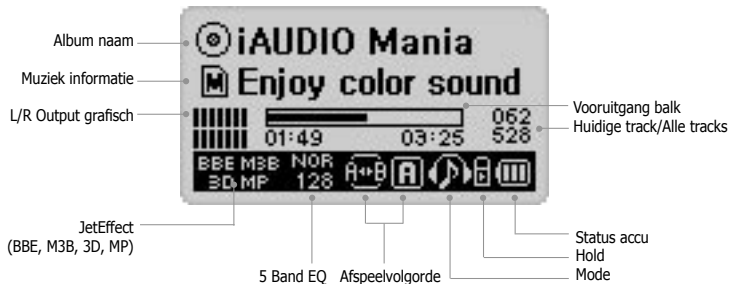 Album naam
iAUDIO Mania
Muziek informatie
M Enjoy color sound
L/R Output grafisch
Vooruitgang balk
062
01:49 03:25 528
Huidige track/Alle tracks
BBE M3B NOR A↔B A
3D MP 128
JetEffect
(BBE, M3B, 3D, MP)
5 Band EQ
Afspeelvolgorde
Status accu
Hold
Mode